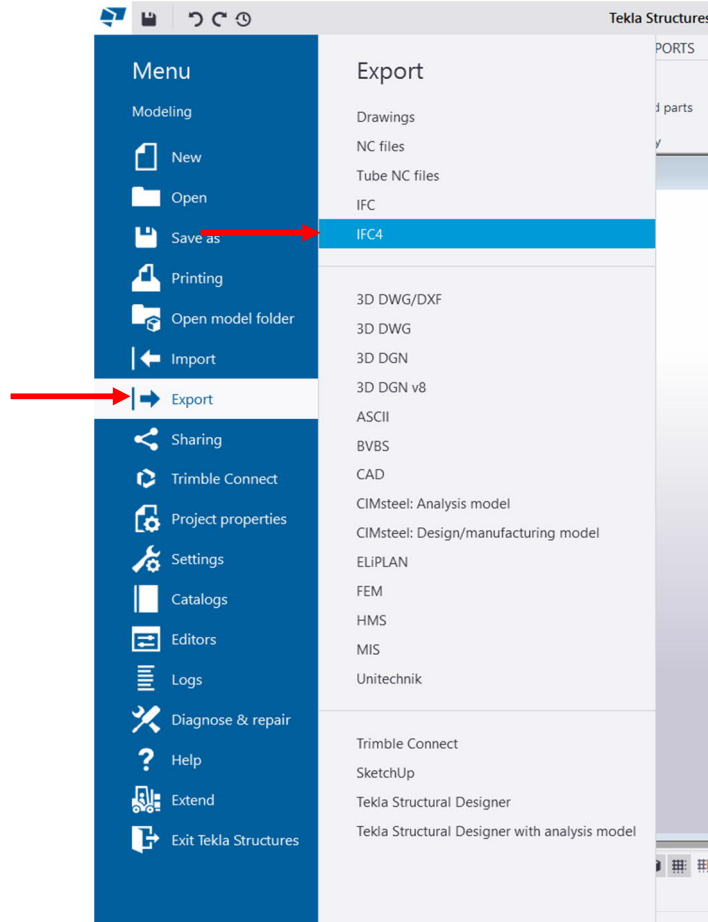 Tekla Structures
PORTS
Menu
Modeling
New
Open
Save as
Printing
Open model folder
Import
Export
Sharing
Trimble Connect
Project properties
Settings
Catalogs
Editors
Logs
Diagnose & repair
Help
Extend
Exit Tekla Structures
Export
Drawings
NC files
Tube NC files
IFC
IFC4
3D DWG/DXF
3D DWG
3D DGN
3D DGN v8
ASCII
BVBS
CAD
CIMsteel: Analysis model
CIMsteel: Design/manufacturing model
ELiPLAN
FEM
HMS
MIS
Unitechnik
Trimble Connect
SketchUp
Tekla Structural Designer
Tekla Structural Designer with analysis model
d parts
y